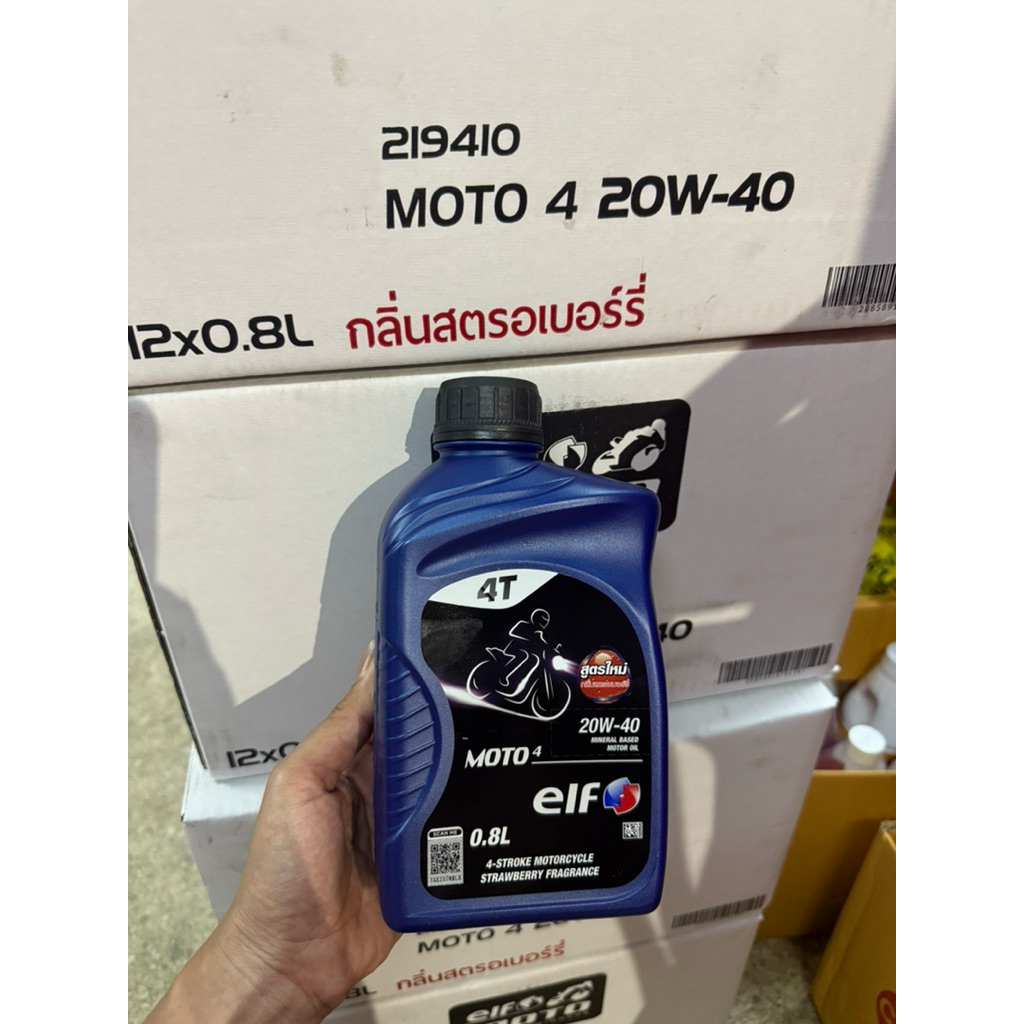 219410
MOTO 4 20W-40
12x0.8L กลิ่นสตรอเบอร์รี่
4T
สูตรใหม่
20W-40
MINERAL BASED
MOTOR OIL
MOTO 4
elf
0.8L
SCAN ME
4-STROKE MOTORCYCLE
STRAWBERRY FRAGRANCE
MOTO 4
กลิ่นสตรอเบอร์รี่
elf
MOTO